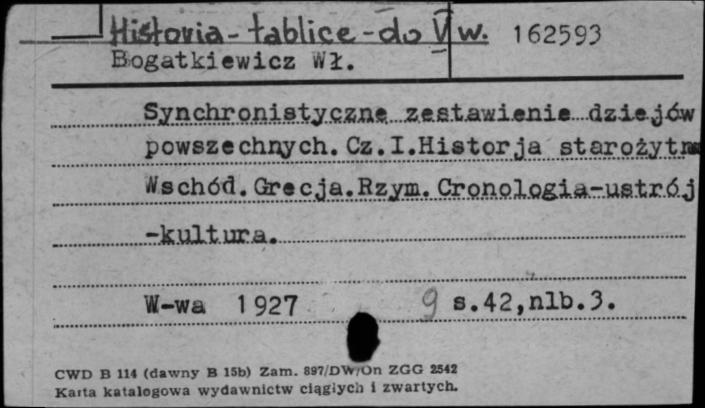 Historia - tablice - do V w. 162593
Bogatkiewicz Wł.
Synchronistyczne zestawienie dziejów
powszechnych. Cz.I.Historja starożytna
Wschód. Grecja. Rzym. Cronologia-ustrój
-kultura.
W-wa 1927 9 s.42,nlb.3.
CWD B 114 (dawny B 15b) Zam. 897/DW/On ZGG 2542
Karta katalogowa wydawnictw ciągłych i zwartych.